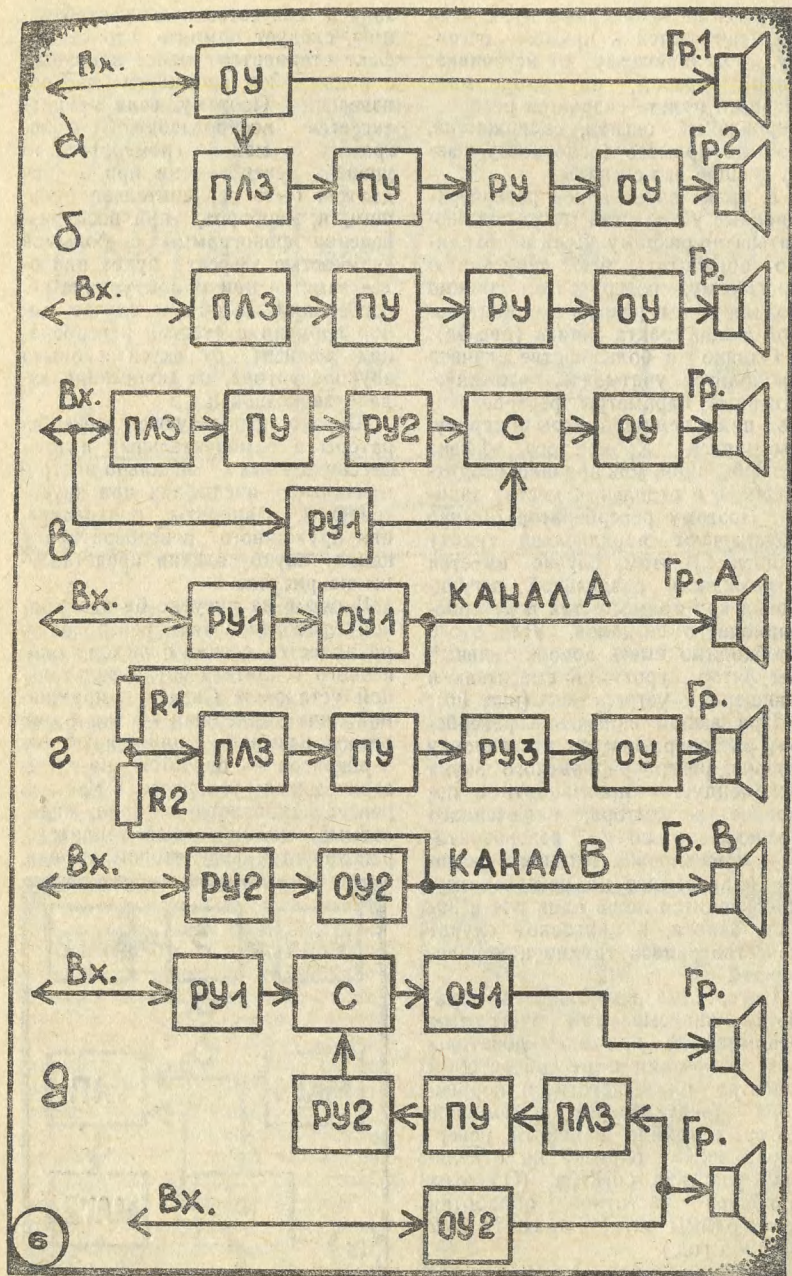 Вх. ОУ Гр.1
а
ПЛЗ ПУ РУ ОУ Гр.2
б
Вх. ПЛЗ ПУ РУ ОУ Гр.
Вх. ПЛЗ ПУ РУ2 С ОУ Гр.
в
РУ1
Вх. РУ1 ОУ1 КАНАЛ А Гр. А
R1
г
ПЛЗ ПУ РУ3 ОУ Гр.
R2
Вх. РУ2 ОУ2 КАНАЛ В Гр. В
Вх. РУ1 С ОУ1 Гр.
д
РУ2 ПУ ПЛЗ Гр.
Вх. ОУ2
6